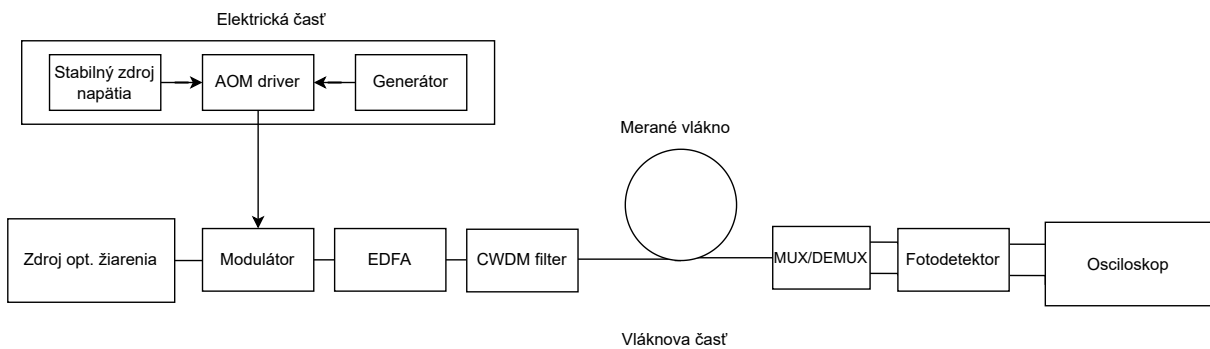 Elektrická časť
Stabilný zdroj
napätia
AOM driver
Generátor
Merané vlákno
Zdroj opt. žiarenia
Modulátor
EDFA
CWDM filter
MUX/DEMUX
Fotodetektor
Osciloskop
Vláknova časť